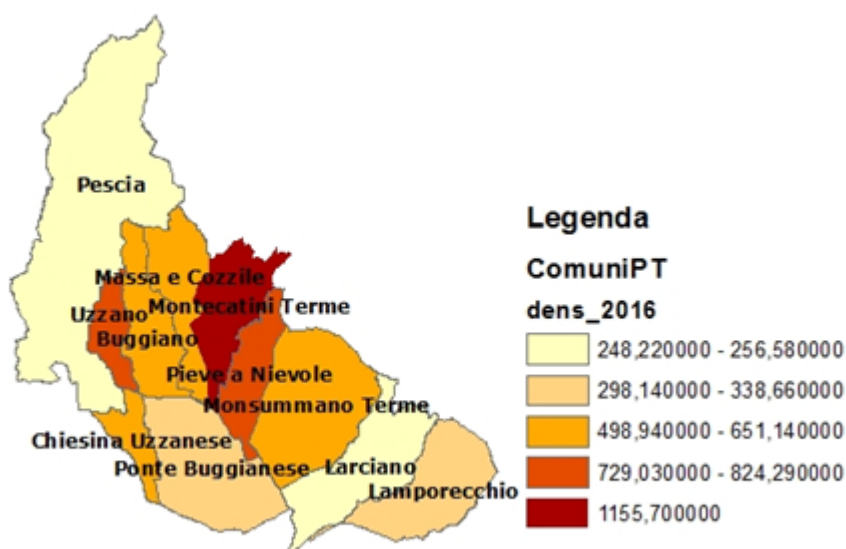 Pescia
Massa e Cozzile
Montecatini Terme
Uzzano
Buggiano
Pieve a Nievole
Monsummano Terme
Chiesina Uzzanese
Ponte Buggianese
Larciano
Lamporecchio
Legenda
ComuniPT
dens_2016
248,220000 - 256,580000
298,140000 - 338,660000
498,940000 - 651,140000
729,030000 - 824,290000
1155,700000